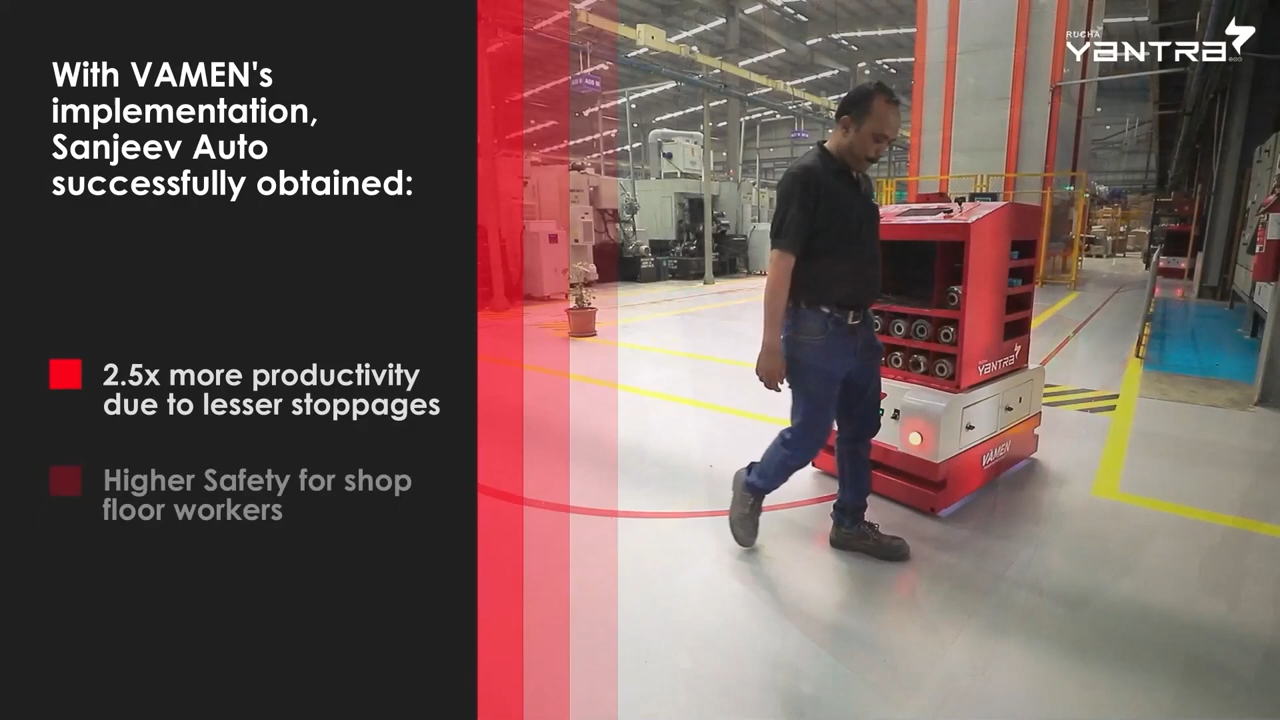 With VAMEN's
implementation,
Sanjeev Auto
successfully obtained:
2.5x more productivity
due to lesser stoppages
Higher Safety for shop
floor workers
RUCHA
YANTRA
YANTRA
VAMEN